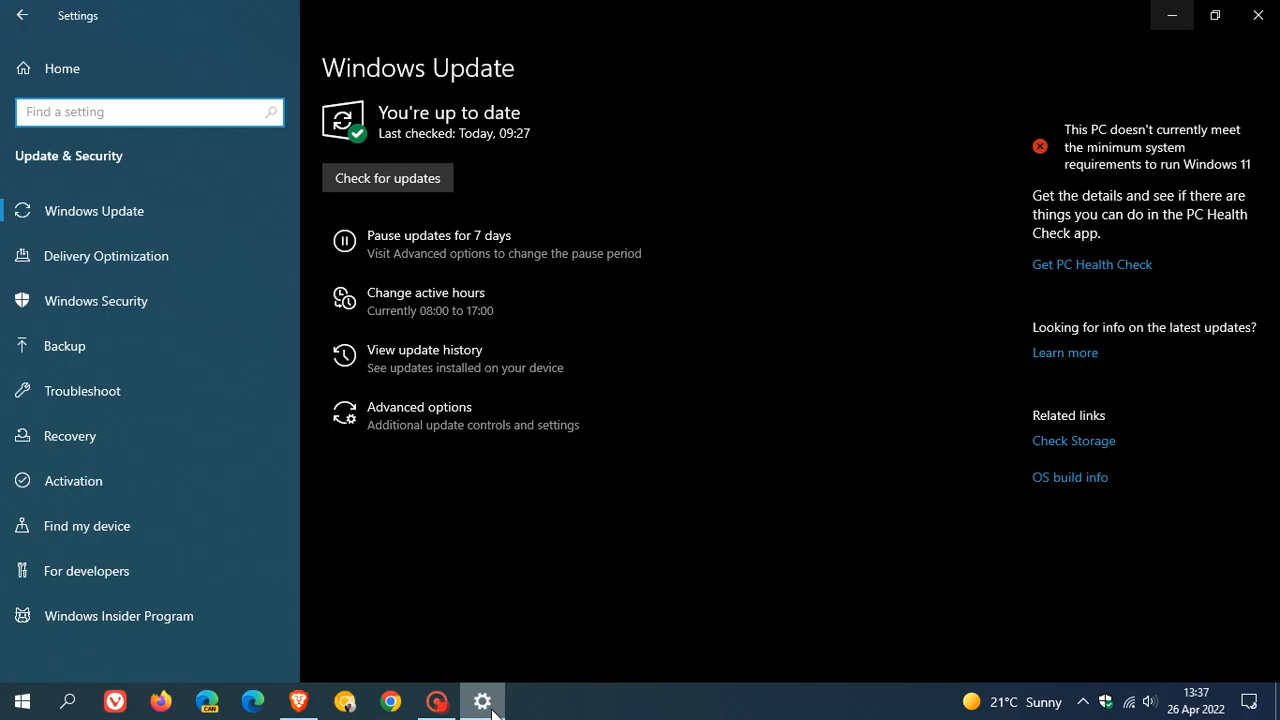 Settings
Home
Find a setting
Update & Security
Windows Update
Delivery Optimization
Windows Security
Backup
Troubleshoot
Recovery
Activation
Find my device
For developers
Windows Insider Program
Windows Update
You're up to date
Last checked: Today, 09:27
Check for updates
Pause updates for 7 days
Visit Advanced options to change the pause period
Change active hours
Currently 08:00 to 17:00
View update history
See updates installed on your device
Advanced options
Additional update controls and settings
This PC doesn't currently meet
the minimum system
requirements to run Windows 11
Get the details and see if there are
things you can do in the PC Health
Check app.
Get PC Health Check
Looking for info on the latest updates?
Learn more
Related links
Check Storage
OS build info
CAN
21°C Sunny
13:37
26 Apr 2022